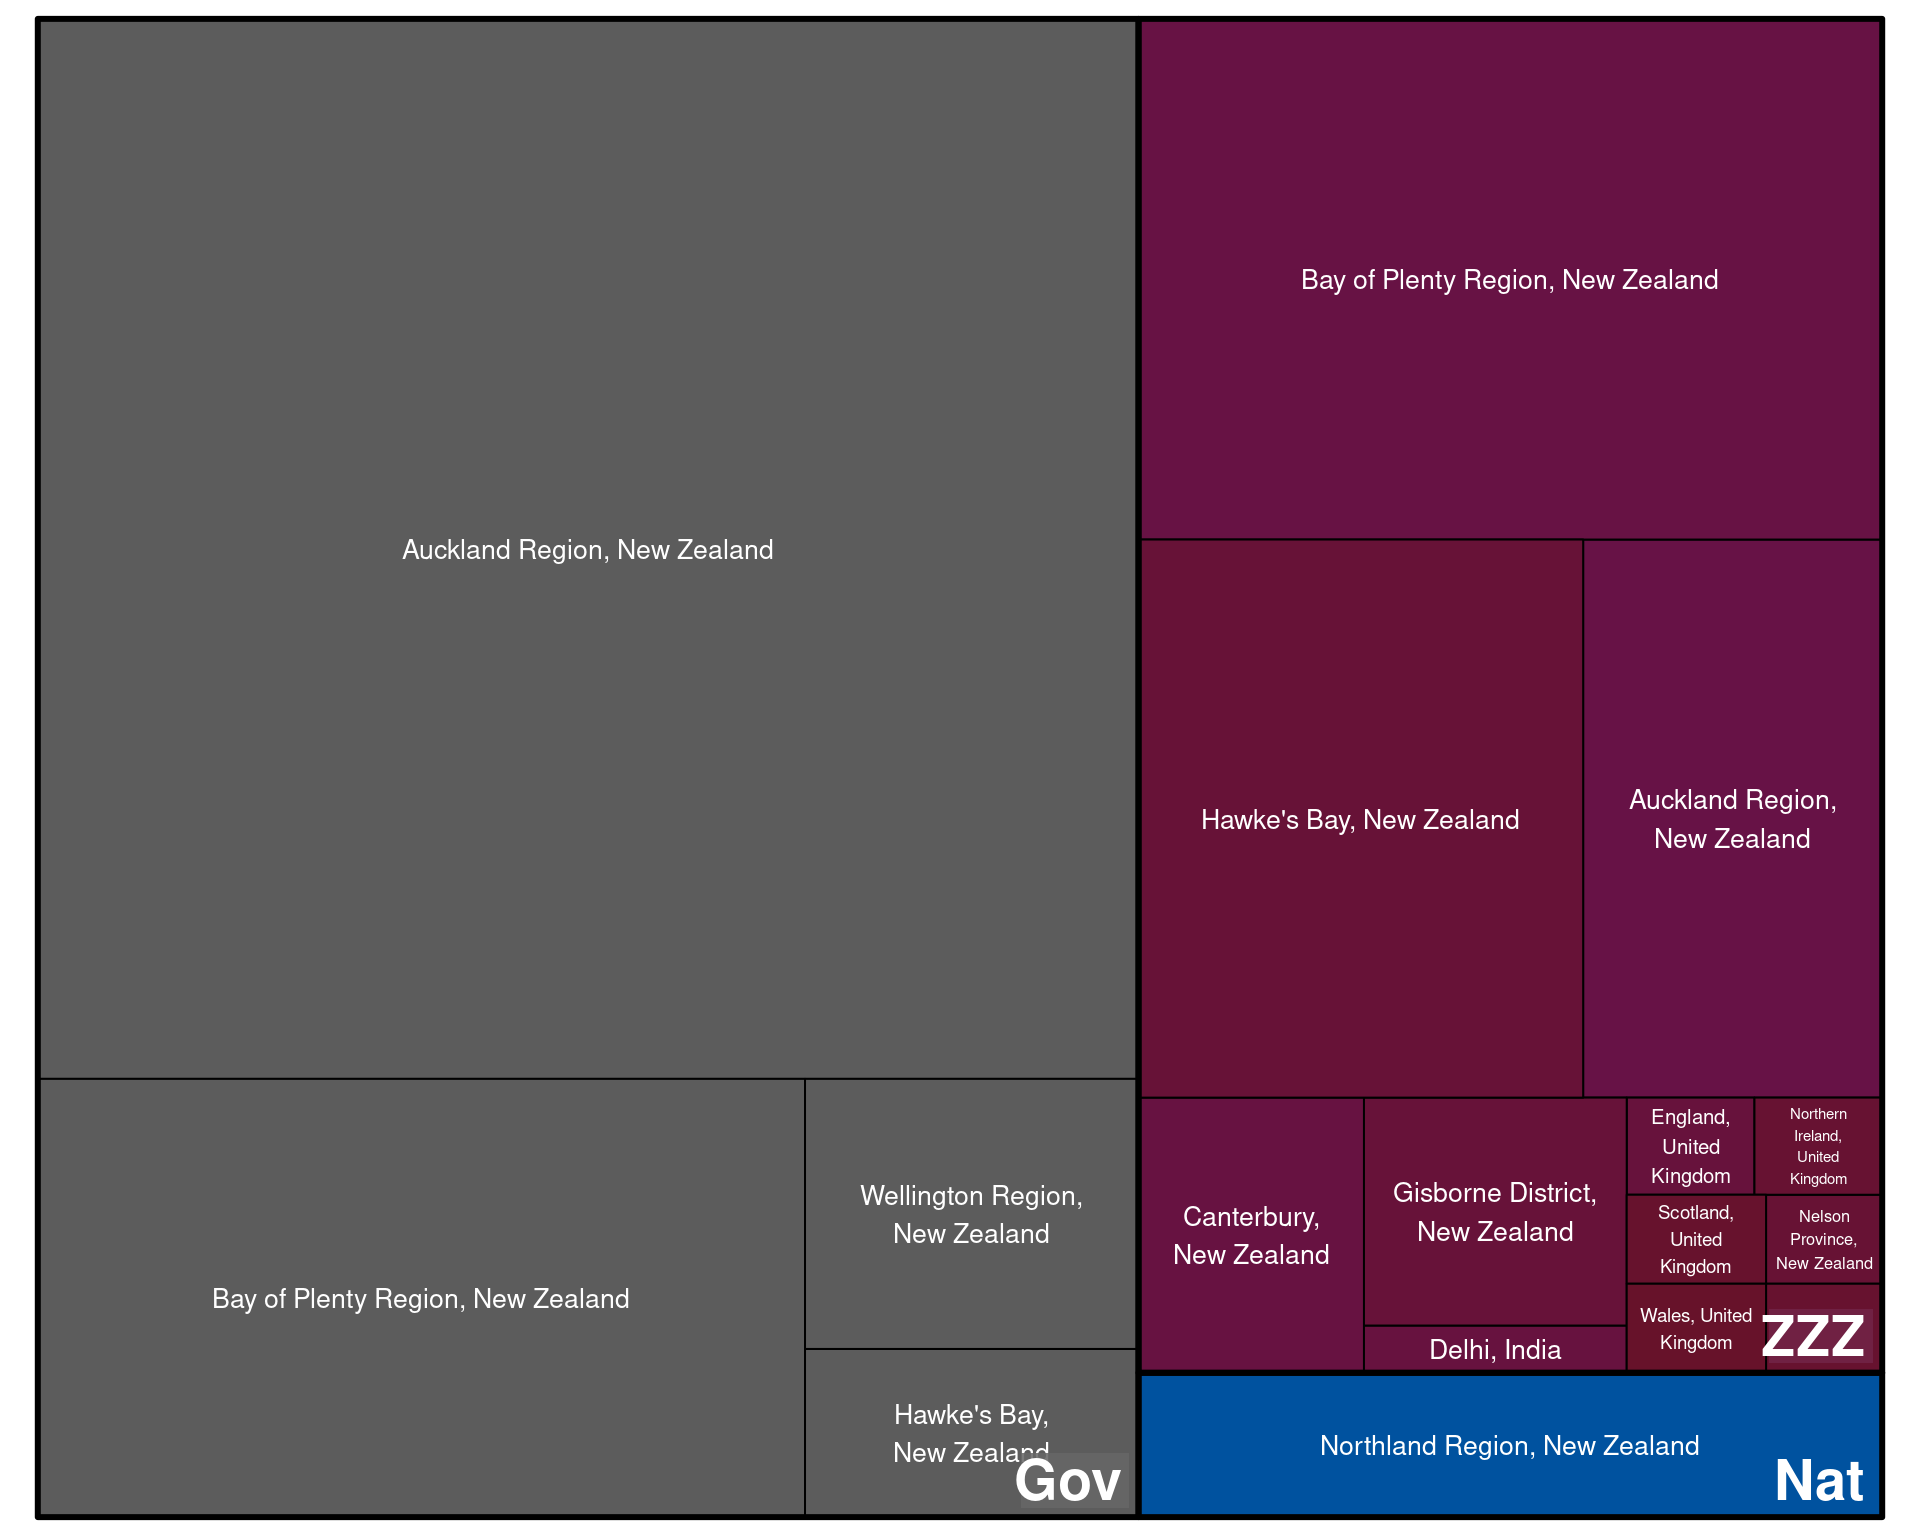 Auckland Region, New Zealand
Bay of Plenty Region, New Zealand
Wellington Region,
New Zealand
Hawke's Bay,
New Zealand
Gov
Bay of Plenty Region, New Zealand
Hawke's Bay, New Zealand
Auckland Region,
New Zealand
Canterbury,
New Zealand
Gisborne District,
New Zealand
Delhi, India
England,
United
Kingdom
Northern
Ireland,
United
Kingdom
Scotland,
United
Kingdom
Nelson
Province,
New Zealand
Wales, United
Kingdom
ZZZ
Northland Region, New Zealand
Nat